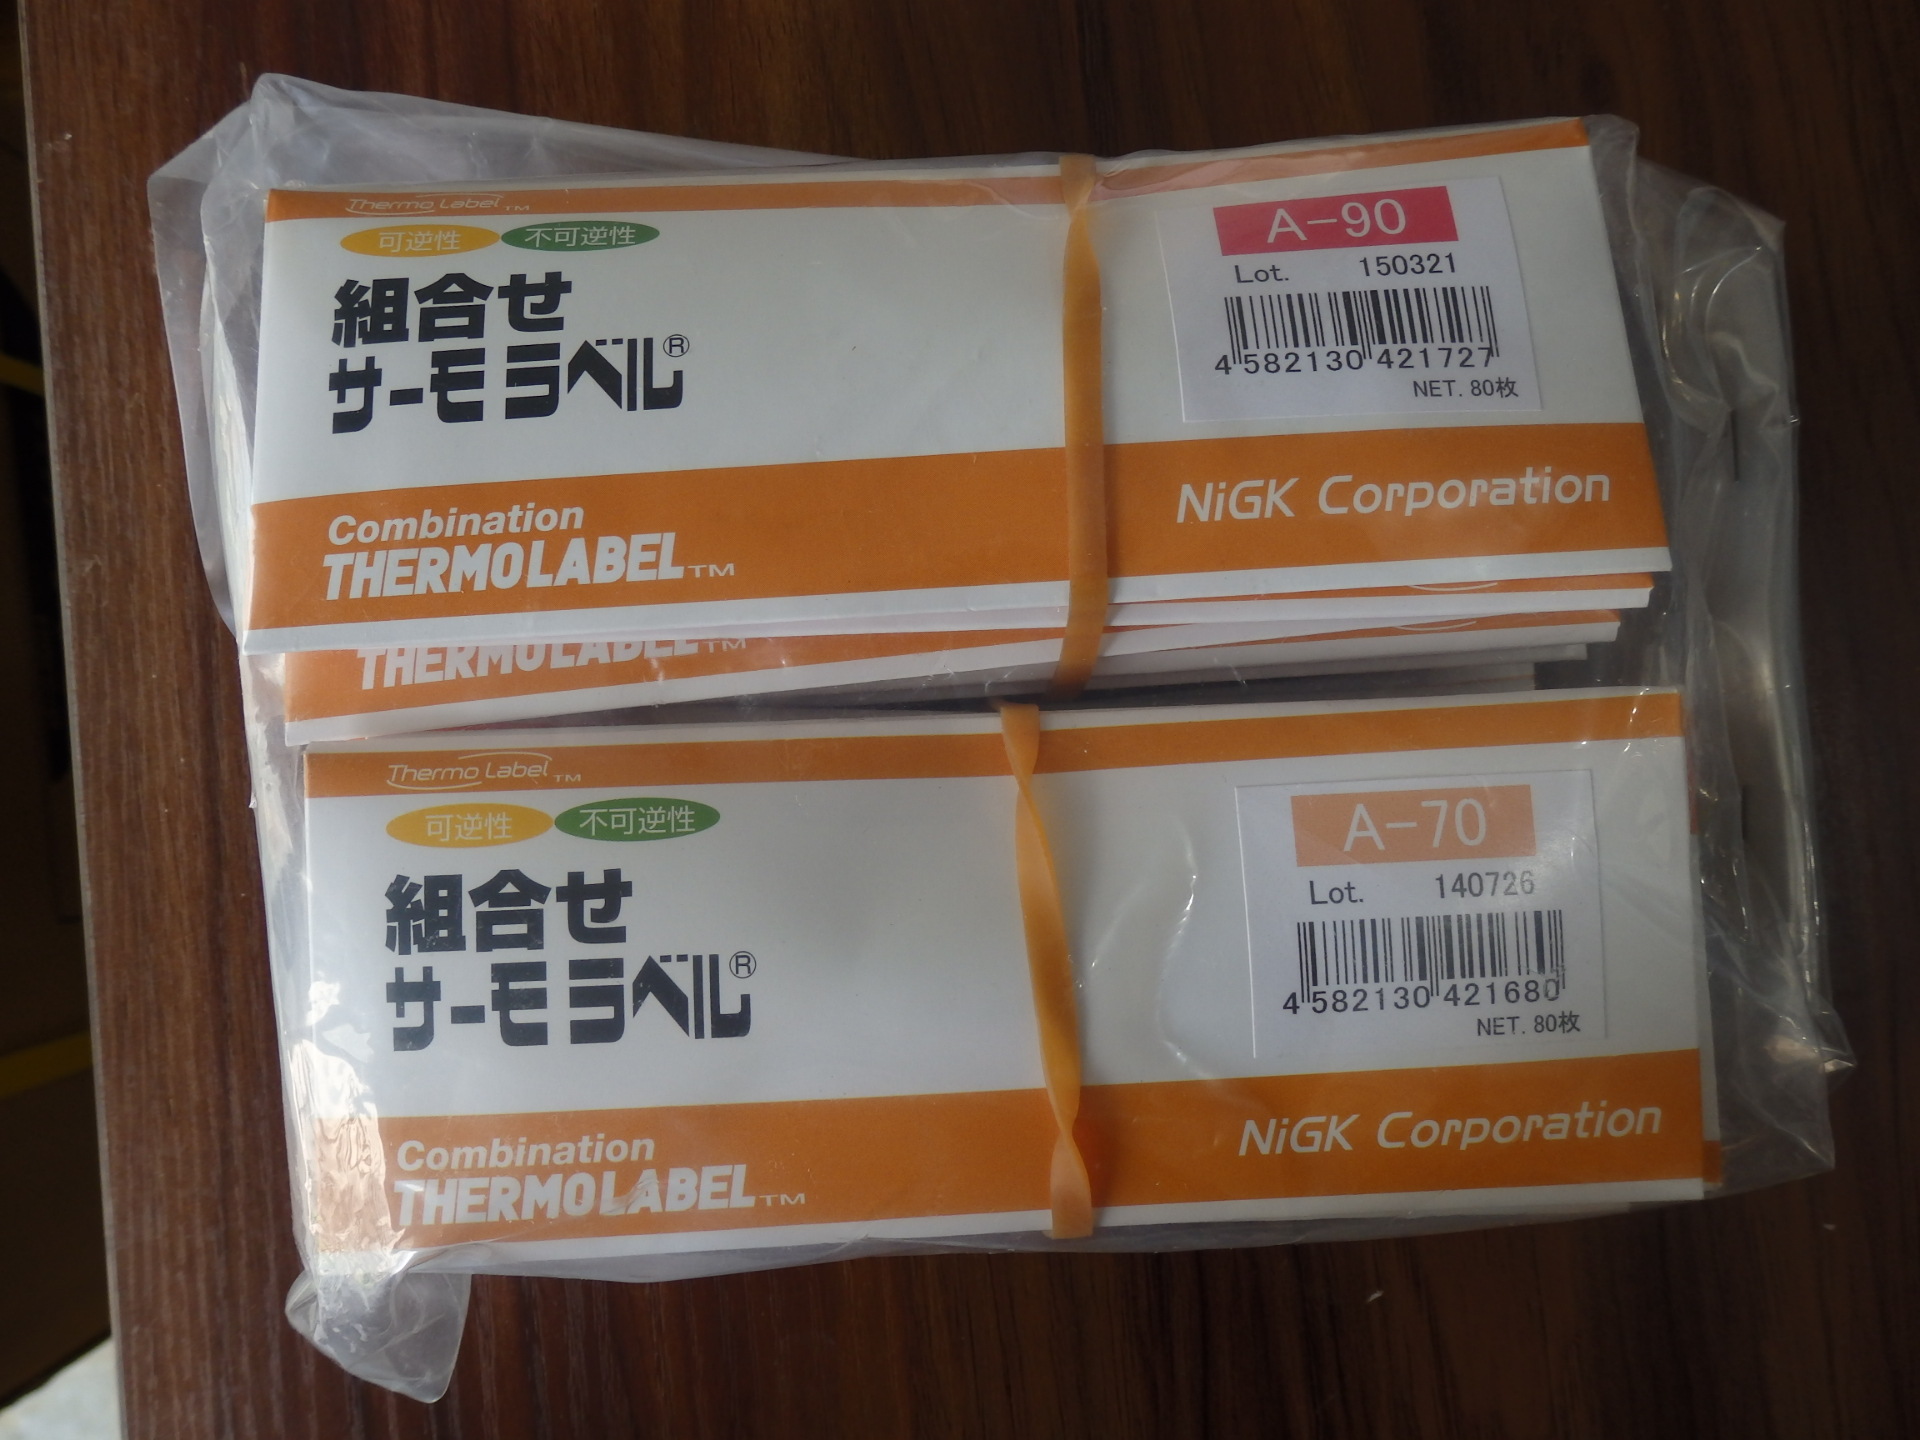 Thermo Label TM
可逆性 不可逆性
組合せ
サーモラベル®
A-90
Lot. 150321
4 582130 421727
NET. 80枚
Combination
THERMOLABEL TM
NiGK Corporation
THERMOLABEL TM
Thermo Label TM
可逆性 不可逆性
組合せ
サーモラベル®
A-70
Lot. 140726
4 582130 421680
NET. 80枚
Combination
THERMOLABEL TM
NiGK Corporation